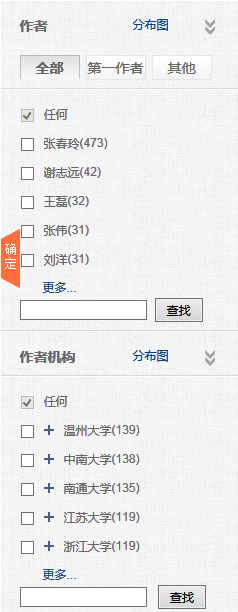 作者 分布图
全部 第一作者 其他
任何
张春玲(473)
谢志远(42)
王磊(32)
张伟(31)
确定
刘洋(31)
更多...
查找
作者机构 分布图
任何
温州大学(139)
中南大学(138)
南通大学(135)
江苏大学(119)
浙江大学(119)
更多...
查找